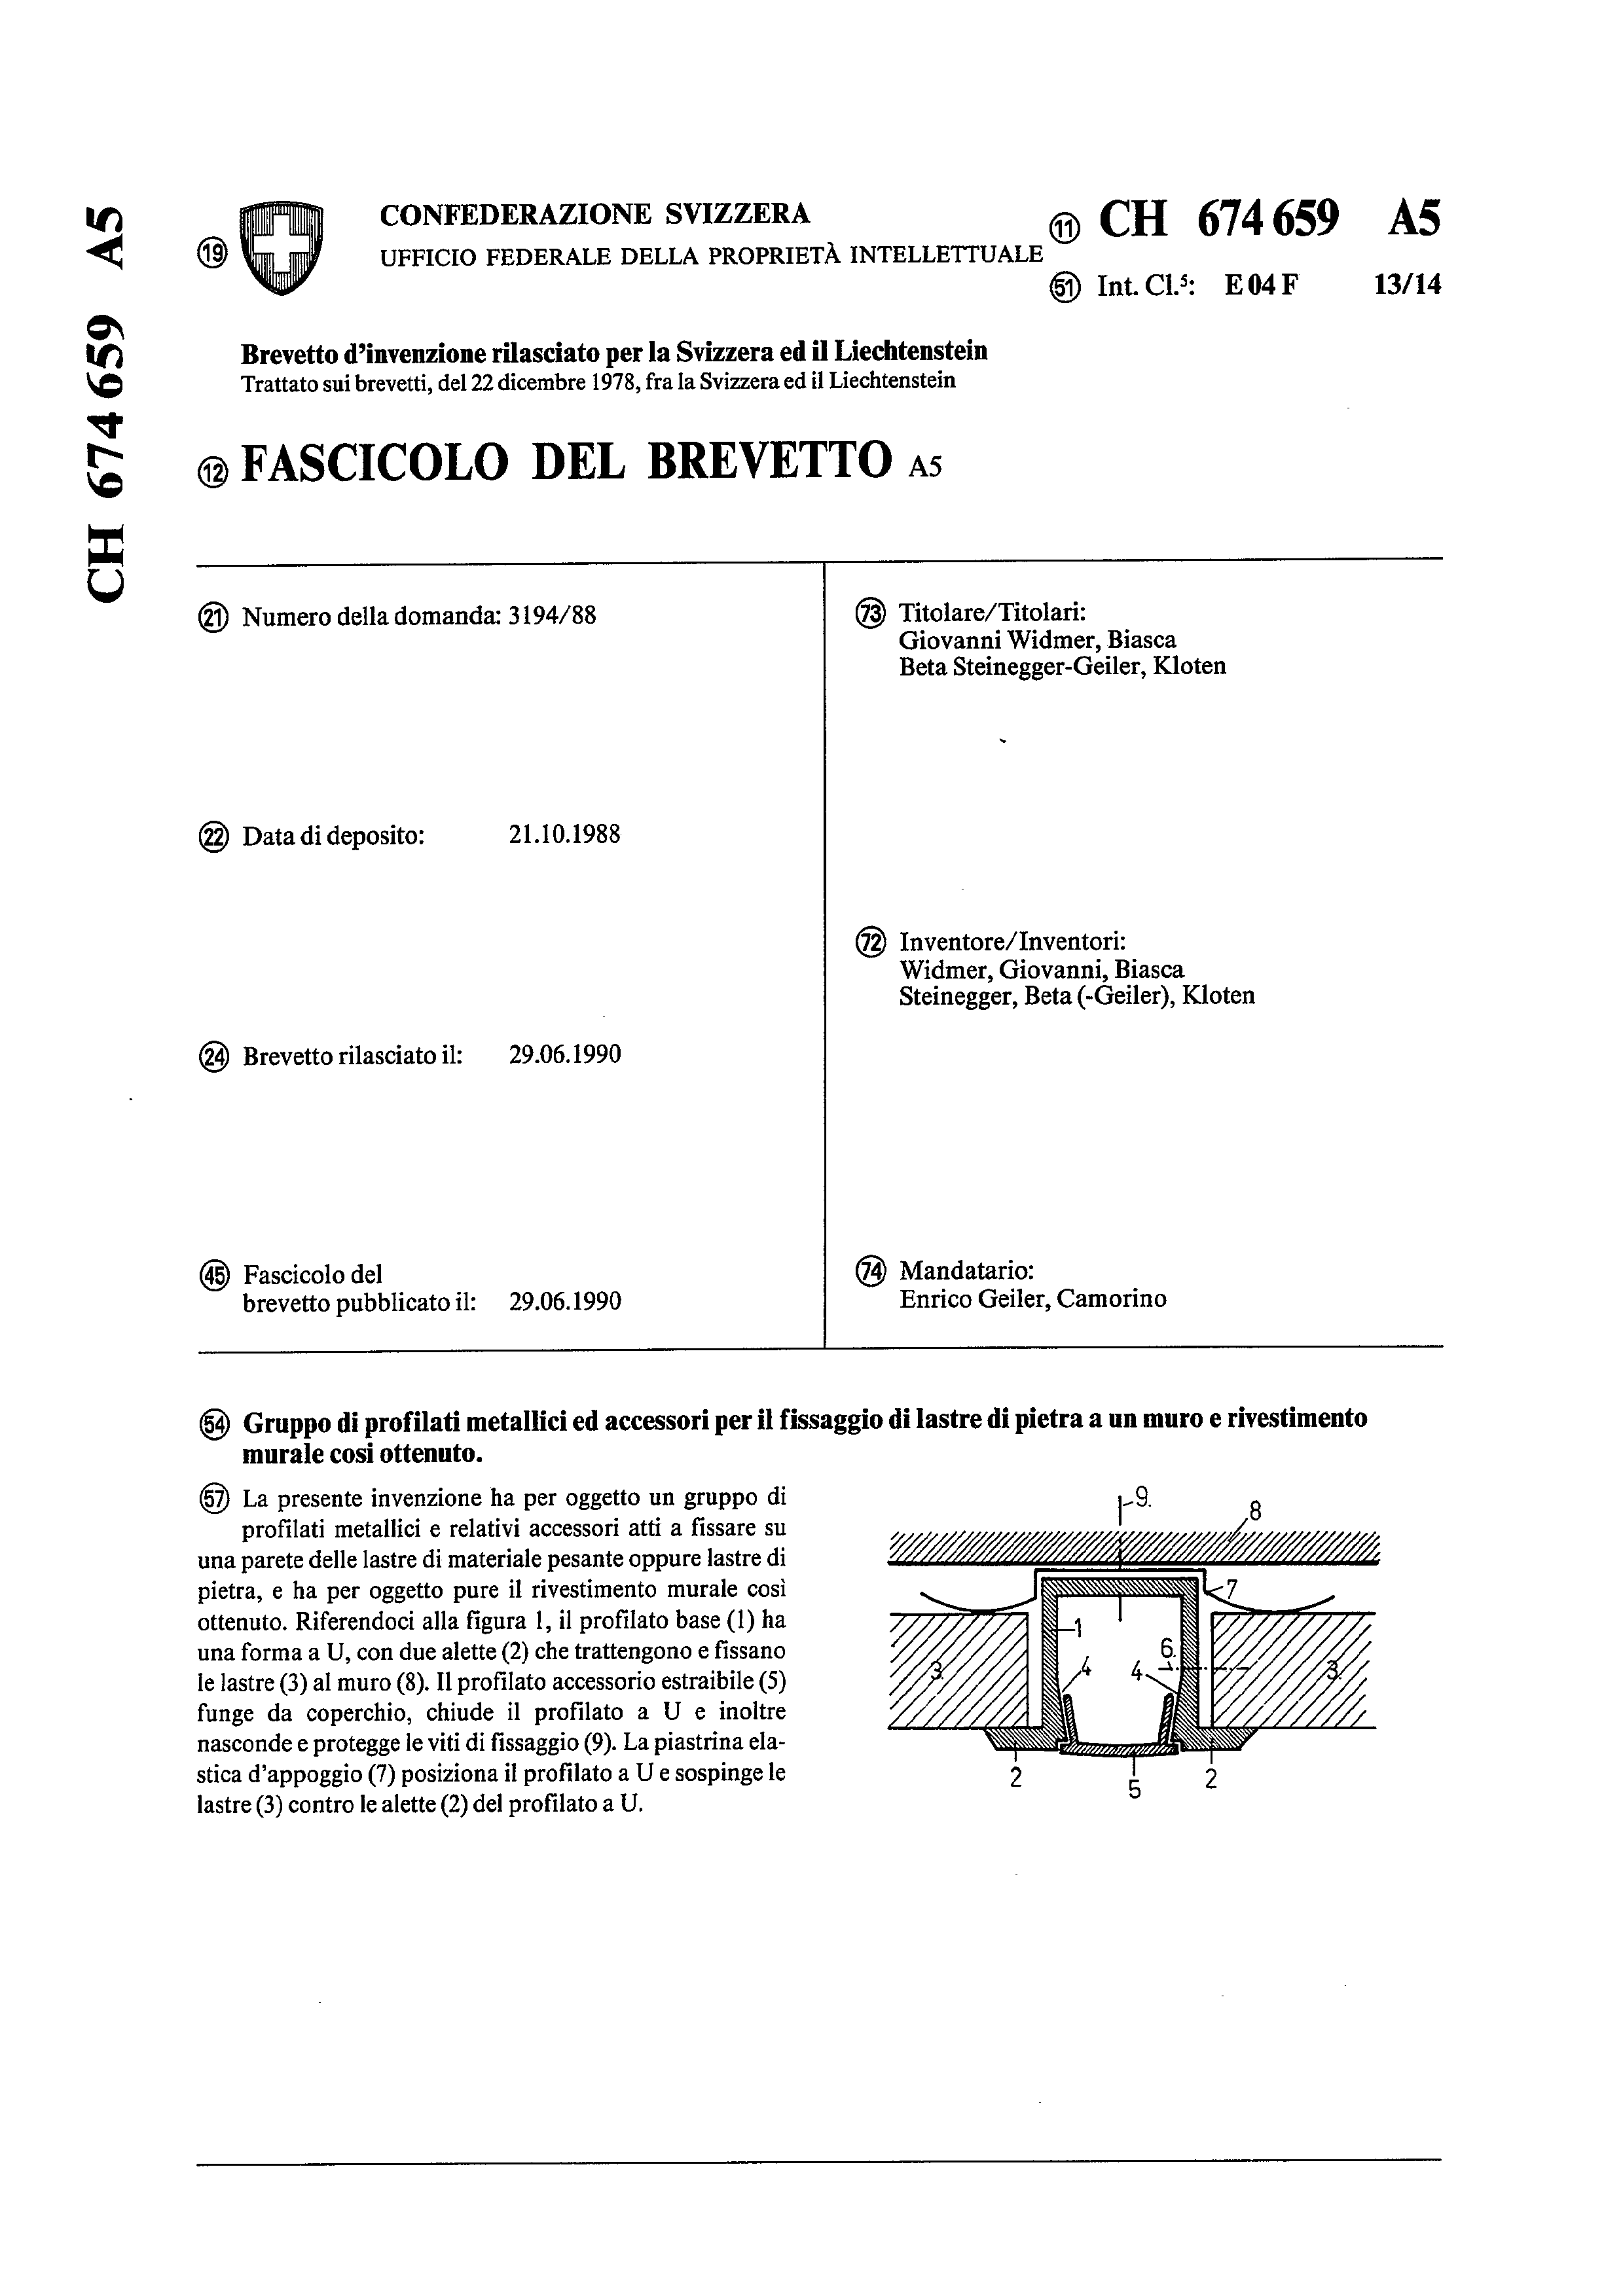 CH 674 659 A5
⑲
CONFEDERAZIONE SVIZZERA
UFFICIO FEDERALE DELLA PROPRIETÀ INTELLETTUALE
⑪ CH 674 659 A5
㊿① Int. Cl.⁵: E 04 F 13/14
Brevetto d'invenzione rilasciato per la Svizzera ed il Liechtenstein
Trattato sui brevetti, del 22 dicembre 1978, fra la Svizzera ed il Liechtenstein
⑫ FASCICOLO DEL BREVETTO A5
㉑ Numero della domanda: 3194/88
㉒ Data di deposito: 21.10.1988
㉔ Brevetto rilasciato il: 29.06.1990
㊺ Fascicolo del
brevetto pubblicato il: 29.06.1990
73 Titolare/Titolari:
Giovanni Widmer, Biasca
Beta Steinegger-Geiler, Kloten
72 Inventore/Inventori:
Widmer, Giovanni, Biasca
Steinegger, Beta (-Geiler), Kloten
74 Mandatario:
Enrico Geiler, Camorino
54 Gruppo di profilati metallici ed accessori per il fissaggio di lastre di pietra a un muro e rivestimento
murale cosi ottenuto.
57 La presente invenzione ha per oggetto un gruppo di
profilati metallici e relativi accessori atti a fissare su
una parete delle lastre di materiale pesante oppure lastre di
pietra, e ha per oggetto pure il rivestimento murale così
ottenuto. Riferendoci alla figura 1, il profilato base (1) ha
una forma a U, con due alette (2) che trattengono e fissano
le lastre (3) al muro (8). Il profilato accessorio estraibile (5)
funge da coperchio, chiude il profilato a U e inoltre
nasconde e protegge le viti di fissaggio (9). La piastrina ela-
stica d'appoggio (7) posiziona il profilato a U e sospinge le
lastre (3) contro le alette (2) del profilato a U.
9.
8
7
1
6.
3.
4
4
3.
2
5
2